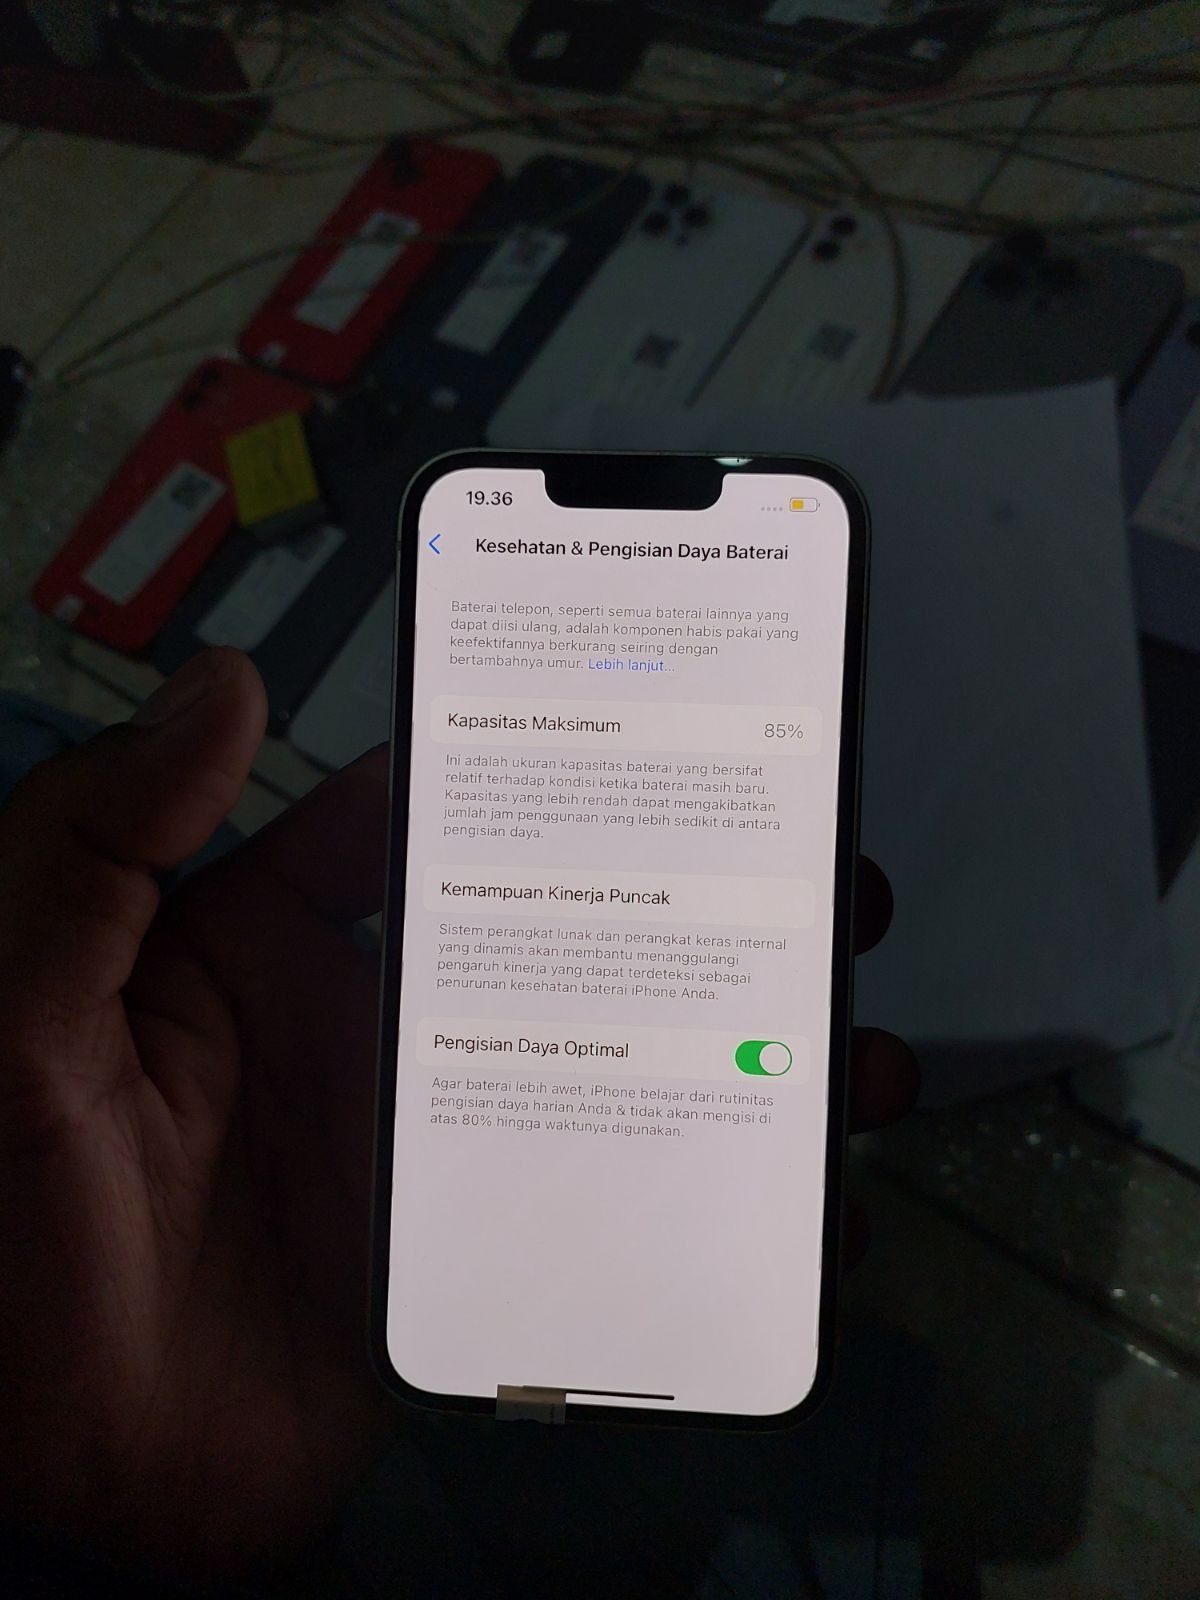 19.36
Kesehatan & Pengisian Daya Baterai
Baterai telepon, seperti semua baterai lainnya yang
dapat diisi ulang, adalah komponen habis pakai yang
keefektifannya berkurang seiring dengan
bertambahnya umur. Lebih lanjut...
Kapasitas Maksimum 85%
Ini adalah ukuran kapasitas baterai yang bersifat
relatif terhadap kondisi ketika baterai masih baru.
Kapasitas yang lebih rendah dapat mengakibatkan
jumlah jam penggunaan yang lebih sedikit di antara
pengisian daya.
Kemampuan Kinerja Puncak
Sistem perangkat lunak dan perangkat keras internal
yang dinamis akan membantu menanggulangi
pengaruh kinerja yang dapat terdeteksi sebagai
penurunan kesehatan baterai iPhone Anda.
Pengisian Daya Optimal
Agar baterai lebih awet, iPhone belajar dari rutinitas
pengisian daya harian Anda & tidak akan mengisi di
atas 80% hingga waktunya digunakan.